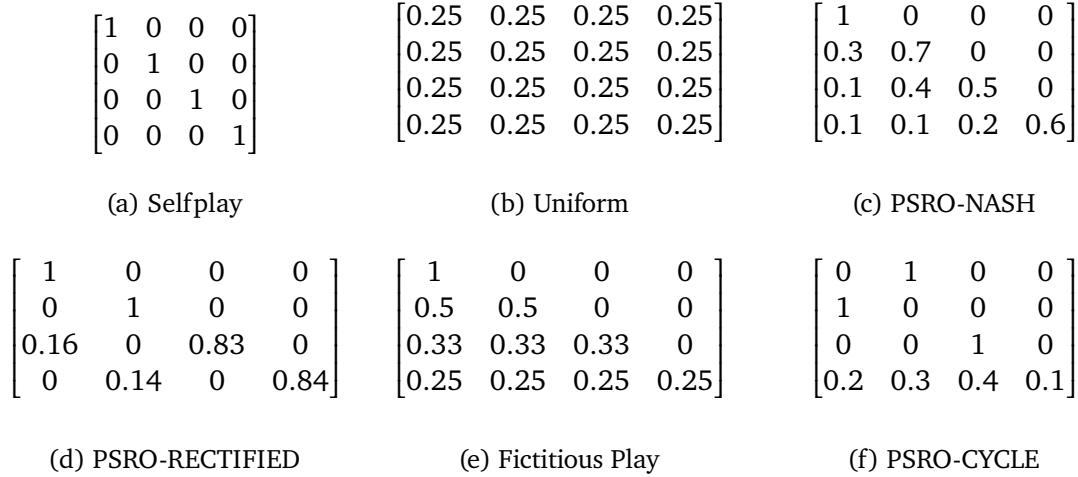 1 0 0 0
0 1 0 0
0 0 1 0
0 0 0 1
(a) Selfplay
0.25 0.25 0.25 0.25
0.25 0.25 0.25 0.25
0.25 0.25 0.25 0.25
0.25 0.25 0.25 0.25
(b) Uniform
1 0 0 0
0.3 0.7 0 0
0.1 0.4 0.5 0
0.1 0.1 0.2 0.6
(c) PSRO-NASH
1 0 0 0
0 1 0 0
0.16 0 0.83 0
0 0.14 0 0.84
(d) PSRO-RECTIFIED
1 0 0 0
0.5 0.5 0 0
0.33 0.33 0.33 0
0.25 0.25 0.25 0.25
(e) Fictitious Play
0 1 0 0
1 0 0 0
0 0 1 0
0.2 0.3 0.4 0.1
(f) PSRO-CYCLE